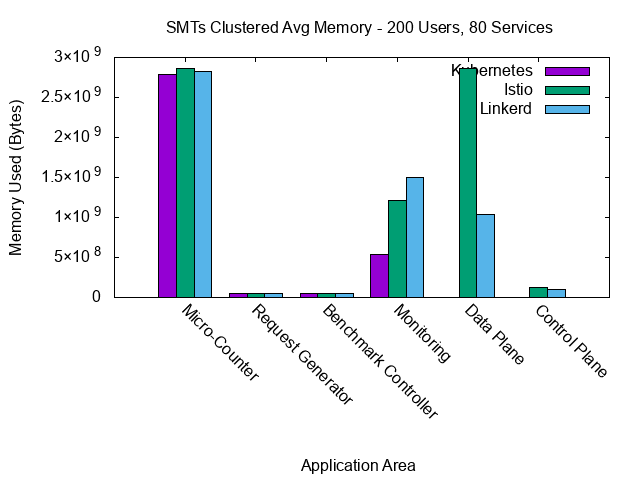 SMTs Clustered Avg Memory - 200 Users, 80 Services
Memory Used (Bytes)
3×10^9
2.5×10^9
2×10^9
1.5×10^9
1×10^9
5×10^8
0
Kubernetes
Istio
Linkerd
Micro-Counter
Request Generator
Benchmark Controller
Monitoring
Data Plane
Control Plane
Application Area